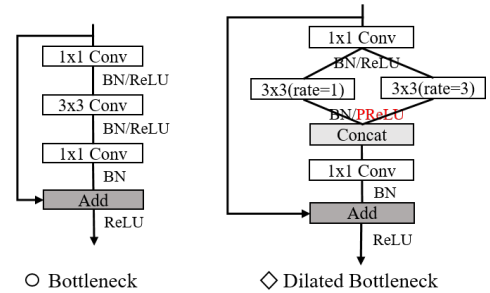 1x1 Conv
BN/ReLU
3x3 Conv
BN/ReLU
1x1 Conv
BN
Add
ReLU
Bottleneck
1x1 Conv
BN/ReLU
3x3(rate=1)
3x3(rate=3)
BN/PReLU
Concat
1x1 Conv
BN
Add
ReLU
Dilated Bottleneck